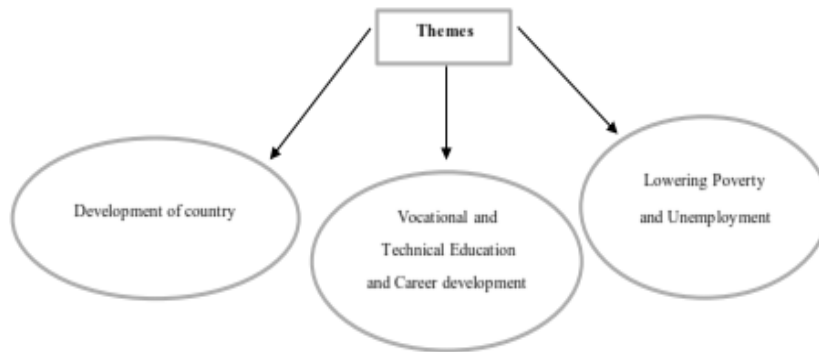 Themes
Development of country
Vocational and
Technical Education
and Career development
Lowering Poverty
and Unemployment